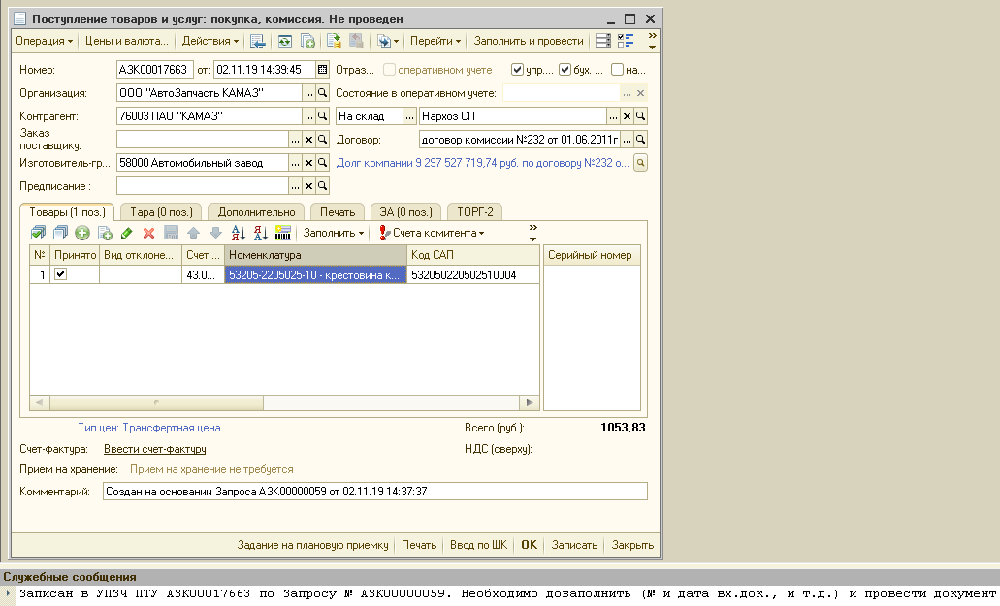 Поступление товаров и услуг: покупка, комиссия. Не проведен
Операция Цены и валюта... Действия Перейти Заполнить и провести
Номер: АЗК00017663 от: 02.11.19 14:39:45 Отраз... оперативном учете упр.... бух. ... на...
Организация: ООО "АвтоЗапчасть КАМАЗ" ... Состояние в оперативном учете: ...
Контрагент: 76003 ПАО "КАМАЗ" ... На склад ... Нархоз СП ...
Заказ
поставщику: ... Договор: договор комиссии №232 от 01.06.2011г ...
Изготовитель-гр... 58000 Автомобильный завод ... Долг компании 9 297 527 719,74 руб. по договору №232 о...
Предписание : ...
Товары (1 поз.) Тара (0 поз.) Дополнительно Печать ЭА (0 поз.) ТОРГ-2
Заполнить Счета комитента
№ Принято Вид отклоне... Счет ... Номенклатура Код САП Серийный номер
1 43.0... 53205-2205025-10 - крестовина к... 532050220502510004
Тип цен: Трансфертная цена Всего (руб.): 1053,83
Счет-фактура: Ввести счет-фактуру НДС (сверху):
Прием на хранение: Прием на хранение не требуется
Комментарий: Создан на основании Запроса АЗК00000059 от 02.11.19 14:37:37
Задание на плановую приемку Печать Ввод по ШК OK Записать Закрыть
Служебные сообщения
Записан в УПЗЧ ПТУ АЗК00017663 по Запросу № АЗК00000059. Необходимо дозаполнить (№ и дата вх.док., и т.д.) и провести документ